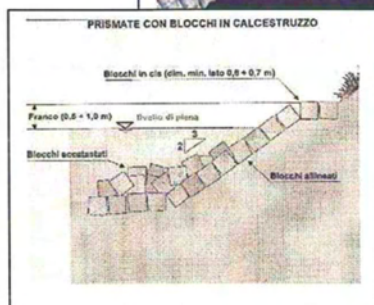 PRISMATE CON BLOCCHI IN CALCESTRUZZO
Blocchi in cls (dim. min. lato 0,6 ÷ 0,7 m)
Franco (0,5 ÷ 1,0 m)
livello di piena
3
2
Blocchi accatastati
Blocchi allineati